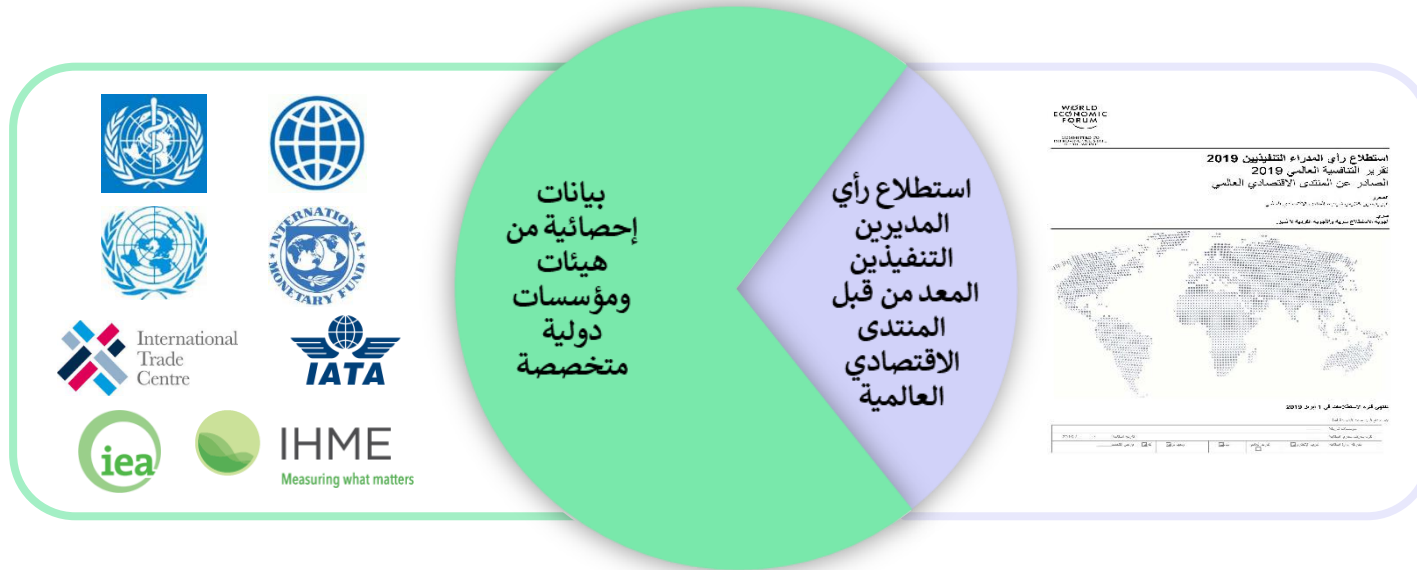 استطلاع رأي
المديرين
التنفيذين
المعد من قبل
المنتدى
الاقتصادي
العالمية
بيانات
إحصائية من
هيئات
ومؤسسات
دولية
متخصصة
WORLD
ECONOMIC
FORUM
استطلاع رأي المدراء التنفيذيين 2019
تقرير التنافسية العالمي 2019
الصادر عن المنتدى الاقتصادي العالمي
INTERNATIONAL
MONETARY FUND
International
Trade
Centre
IATA
iea
IHME
Measuring what matters